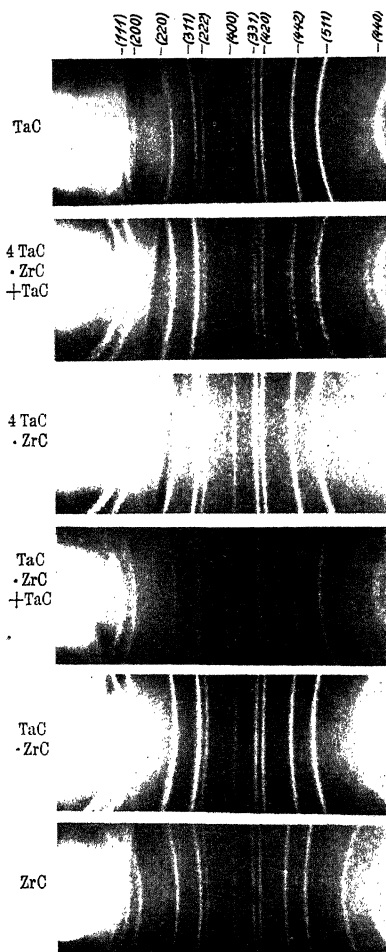 -(111)
-(200)
-(220)
-(311)
-(222)
-(400)
-(331)
-(420)
-(442)
-(511)
-(440)
TaC
4 TaC
· ZrC
+TaC
4 TaC
· ZrC
TaC
· ZrC
+TaC
TaC
· ZrC
ZrC